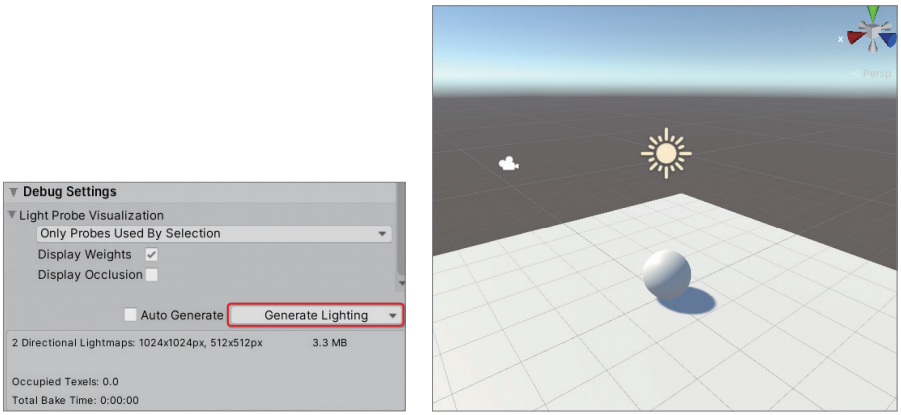 Debug Settings
Light Probe Visualization
Only Probes Used By Selection
Display Weights
Display Occlusion
Auto Generate Generate Lighting
2 Directional Lightmaps: 1024x1024px, 512x512px 3.3 MB
Occupied Texels: 0.0
Total Bake Time: 0:00:00
x
Persp